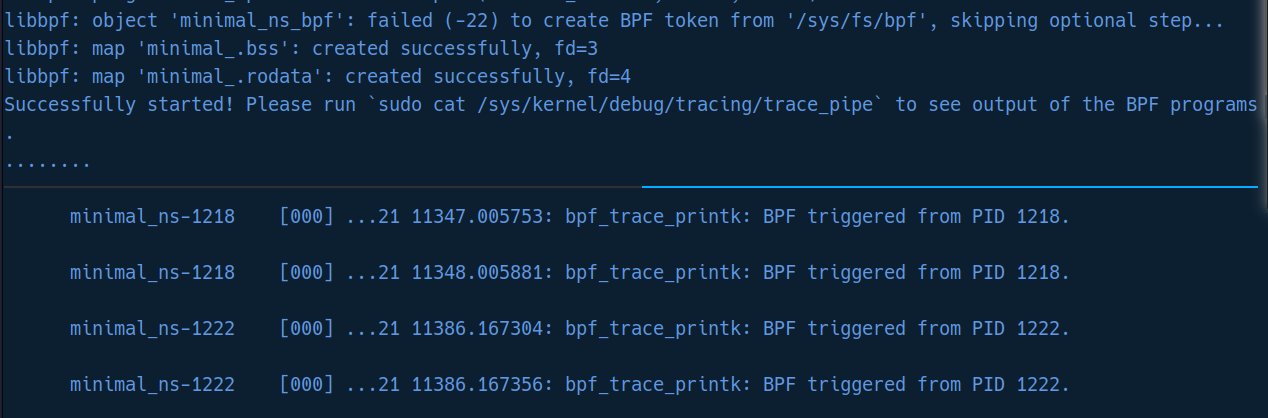 libbpf: object 'minimal_ns_bpf': failed (-22) to create BPF token from '/sys/fs/bpf', skipping optional step...
libbpf: map 'minimal_.bss': created successfully, fd=3
libbpf: map 'minimal_.rodata': created successfully, fd=4
Successfully started! Please run `sudo cat /sys/kernel/debug/tracing/trace_pipe` to see output of the BPF programs
.
........
minimal_ns-1218    [000] ...21 11347.005753: bpf_trace_printk: BPF triggered from PID 1218.
minimal_ns-1218    [000] ...21 11348.005881: bpf_trace_printk: BPF triggered from PID 1218.
minimal_ns-1222    [000] ...21 11386.167304: bpf_trace_printk: BPF triggered from PID 1222.
minimal_ns-1222    [000] ...21 11386.167356: bpf_trace_printk: BPF triggered from PID 1222.